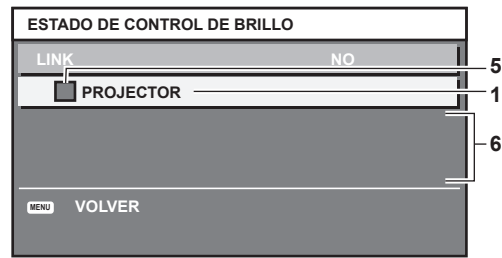 ESTADO DE CONTROL DE BRILLO
LINK NO
5
PROJECTOR
1
6
MENU VOLVER